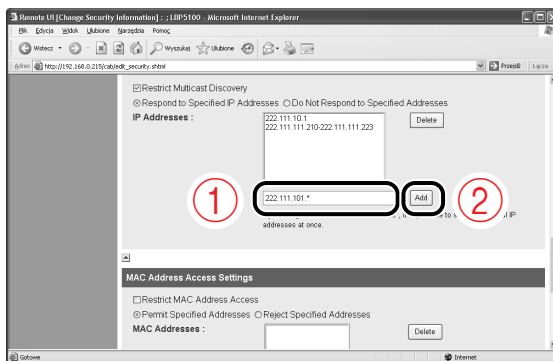 Remote UI [Change Security Information] : ; LBP5100 - Microsoft Internet Explorer
Plik Edycja Widok Ulubione Narzędzia Pomoc
Wstecz Wyszukaj Ulubione
Adres http://192.168.0.215/cab/edit_security.shtml Przejdź Łącza
Restrict Multicast Discovery
Respond to Specified IP Addresses Do Not Respond to Specified Addresses
IP Addresses :
222.111.10.1
222.111.111.210-222.111.111.223
Delete
1 222.111.101.* Add 2
addresses at once.
MAC Address Access Settings
Restrict MAC Address Access
Permit Specified Addresses Reject Specified Addresses
MAC Addresses :
Delete
Gotowe Internet